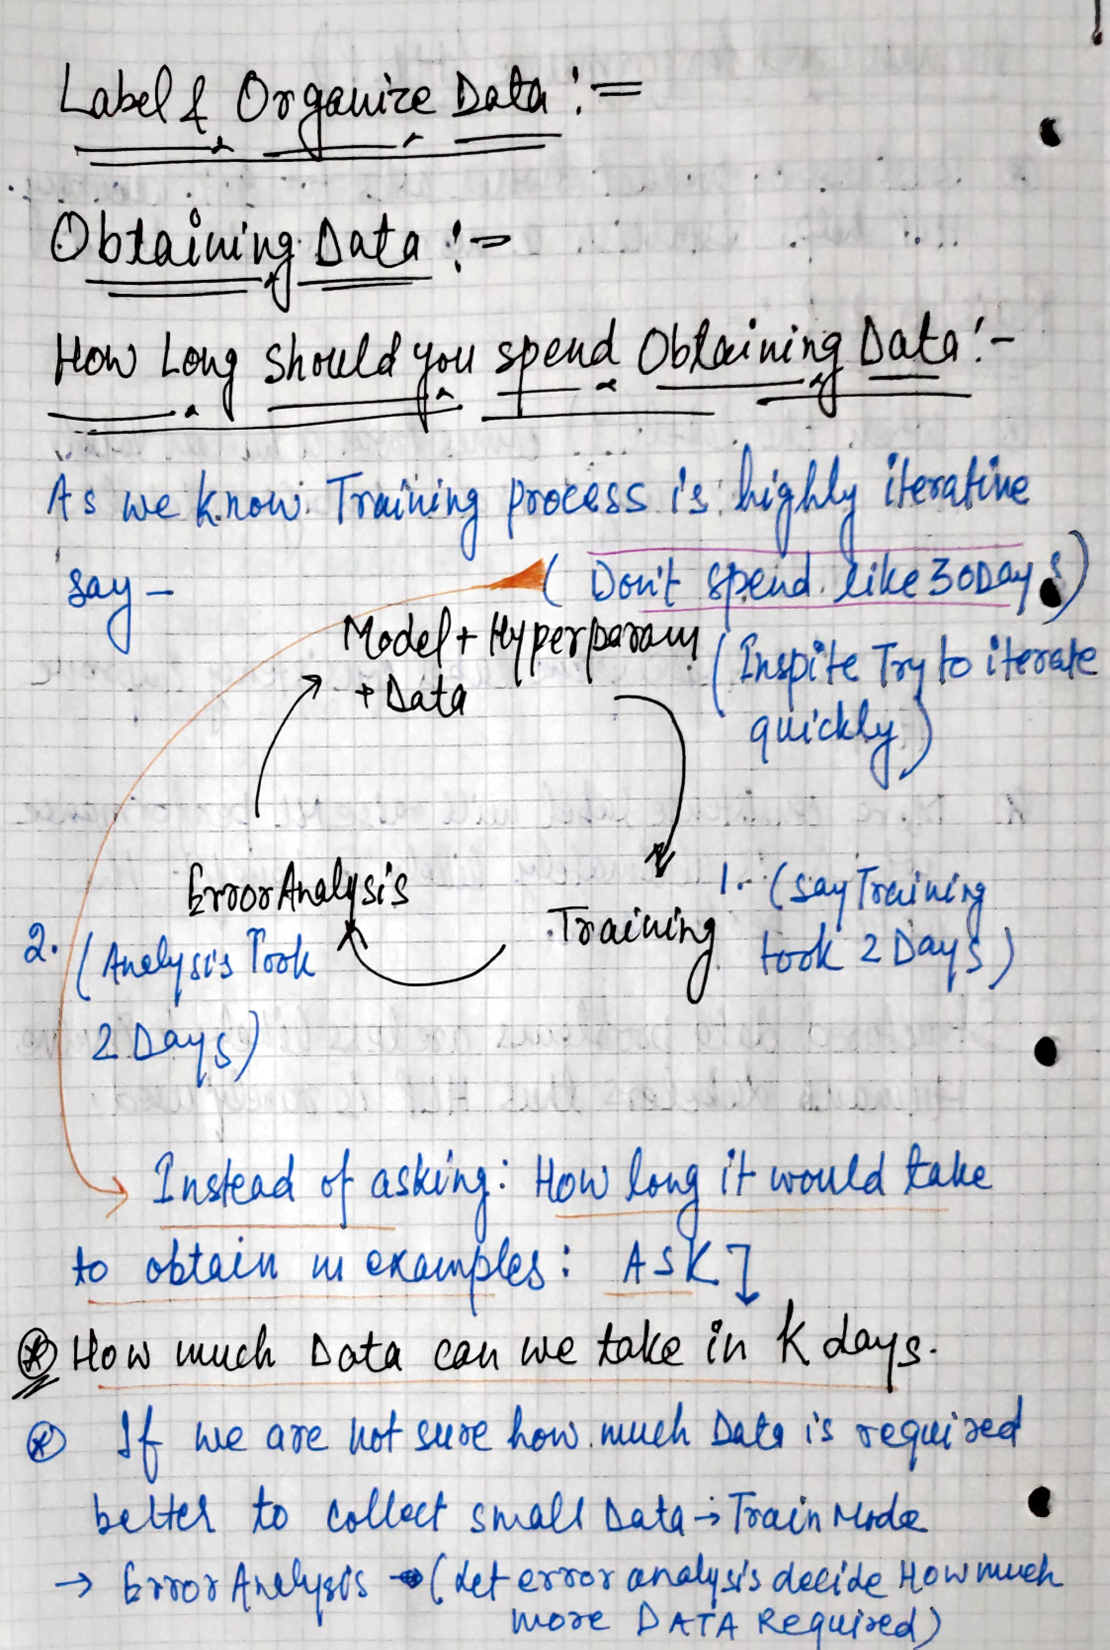 Label & Organize Data :=
Obtaining Data :-
How Long should you spend Obtaining Data :-
As we know Training process is highly iterative
say - ( Don't spend like 30 Days )
Model + Hyperparam
+ Data
( Inspite Try to iterate
quickly )
Error Analysis
1. ( say Training
took 2 Days )
Training
2. ( Analysis Took
2 Days )
Instead of asking : How long it would take
to obtain m examples : ASK
How much Data can we take in K days.
If we are not sure how much Data is required
better to collect small Data → Train Mode
→ Error Analysis → ( Let error analysis decide How much
more DATA Required )